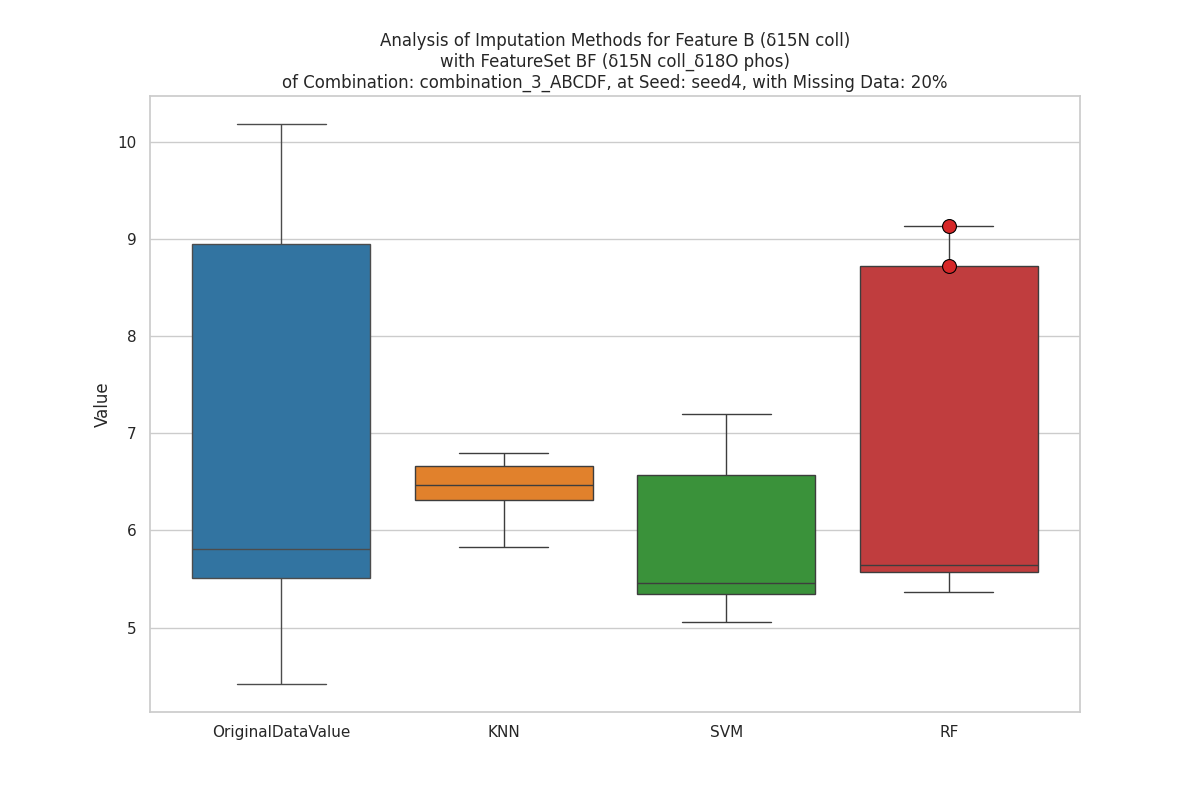 Analysis of Imputation Methods for Feature B (δ15N coll)
with FeatureSet BF (δ15N coll_δ18O phos)
of Combination: combination_3_ABCDF, at Seed: seed4, with Missing Data: 20%
10
9
8
7
6
5
Value
OriginalDataValue
KNN
SVM
RF